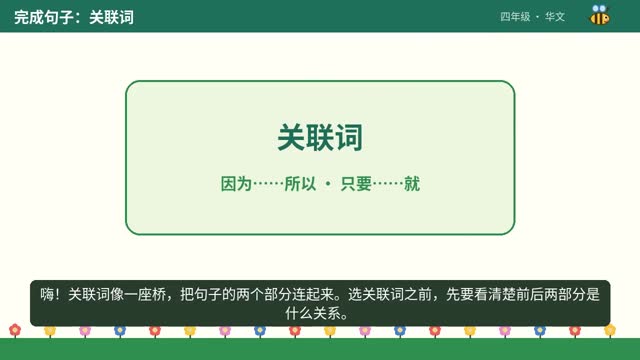 完成句子：关联词
四年级 · 华文
关联词
因为……所以 · 只要……就
嗨！关联词像一座桥，把句子的两个部分连起来。选关联词之前，先要看清楚前后两部分是
什么关系。